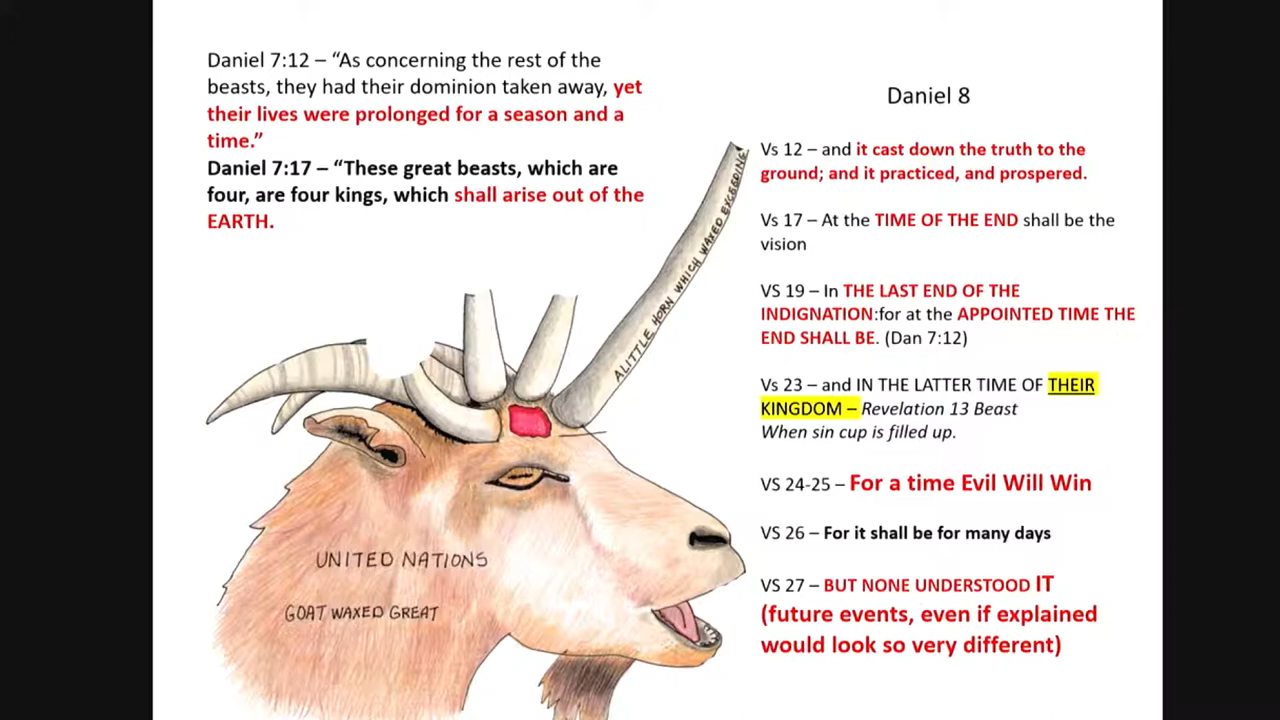 Daniel 7:12 – “As concerning the rest of the
beasts, they had their dominion taken away, yet
their lives were prolonged for a season and a
time.”
Daniel 7:17 – “These great beasts, which are
four, are four kings, which shall arise out of the
EARTH.
Daniel 8
Vs 12 – and it cast down the truth to the
ground; and it practiced, and prospered.
Vs 17 – At the TIME OF THE END shall be the
vision
VS 19 – In THE LAST END OF THE
INDIGNATION:for at the APPOINTED TIME THE
END SHALL BE. (Dan 7:12)
Vs 23 – and IN THE LATTER TIME OF THEIR
KINGDOM – Revelation 13 Beast
When sin cup is filled up.
VS 24-25 – For a time Evil Will Win
VS 26 – For it shall be for many days
VS 27 – BUT NONE UNDERSTOOD IT
(future events, even if explained
would look so very different)
A LITTLE HORN WHICH WAXED EXCEEDING
UNITED NATIONS
GOAT WAXED GREAT